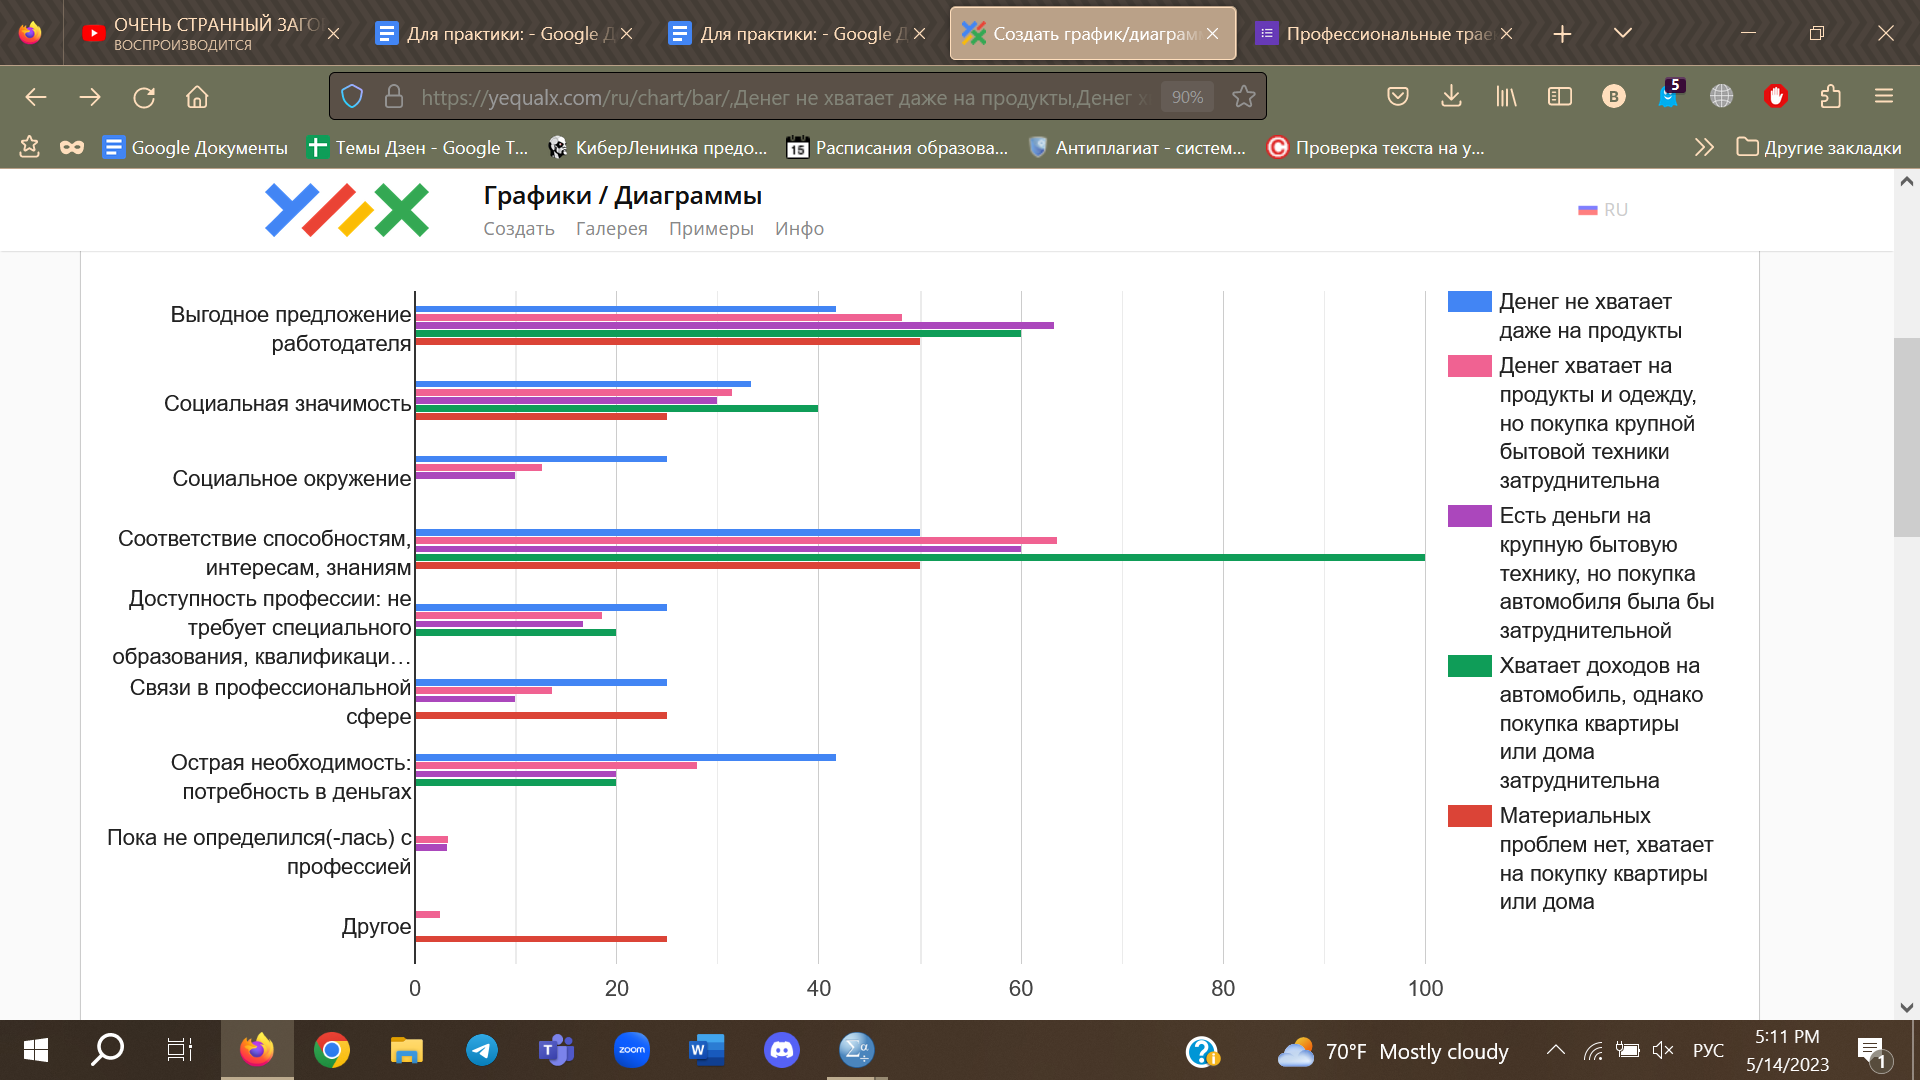 ОЧЕНЬ СТРАННЫЙ ЗАГО
ВОСПРОИЗВОДИТСЯ
Для практики: - Google Д
Для практики: - Google Д
Создать график/диаграм
Профессиональные трае
https://yequalx.com/ru/chart/bar/,Денег не хватает даже на продукты,Денег х
90%
5
Google Документы
Темы Дзен - Google Т...
КиберЛенинка предо...
15
Расписания образова...
Антиплагиат - систем...
Проверка текста на у...
Другие закладки
Графики / Диаграммы
Создать Галерея Примеры Инфо
RU
Выгодное предложение
работодателя
Социальная значимость
Социальное окружение
Соответствие способностям,
интересам, знаниям
Доступность профессии: не
требует специального
образования, квалификаци…
Связи в профессиональной
сфере
Острая необходимость:
потребность в деньгах
Пока не определился(-лась) с
профессией
Другое
0 20 40 60 80 100
Денег не хватает
даже на продукты
Денег хватает на
продукты и одежду,
но покупка крупной
бытовой техники
затруднительна
Есть деньги на
крупную бытовую
технику, но покупка
автомобиля была бы
затруднительной
Хватает доходов на
автомобиль, однако
покупка квартиры
или дома
затруднительна
Материальных
проблем нет, хватает
на покупку квартиры
или дома
zoom
70°F Mostly cloudy
РУС
5:11 PM
5/14/2023
1